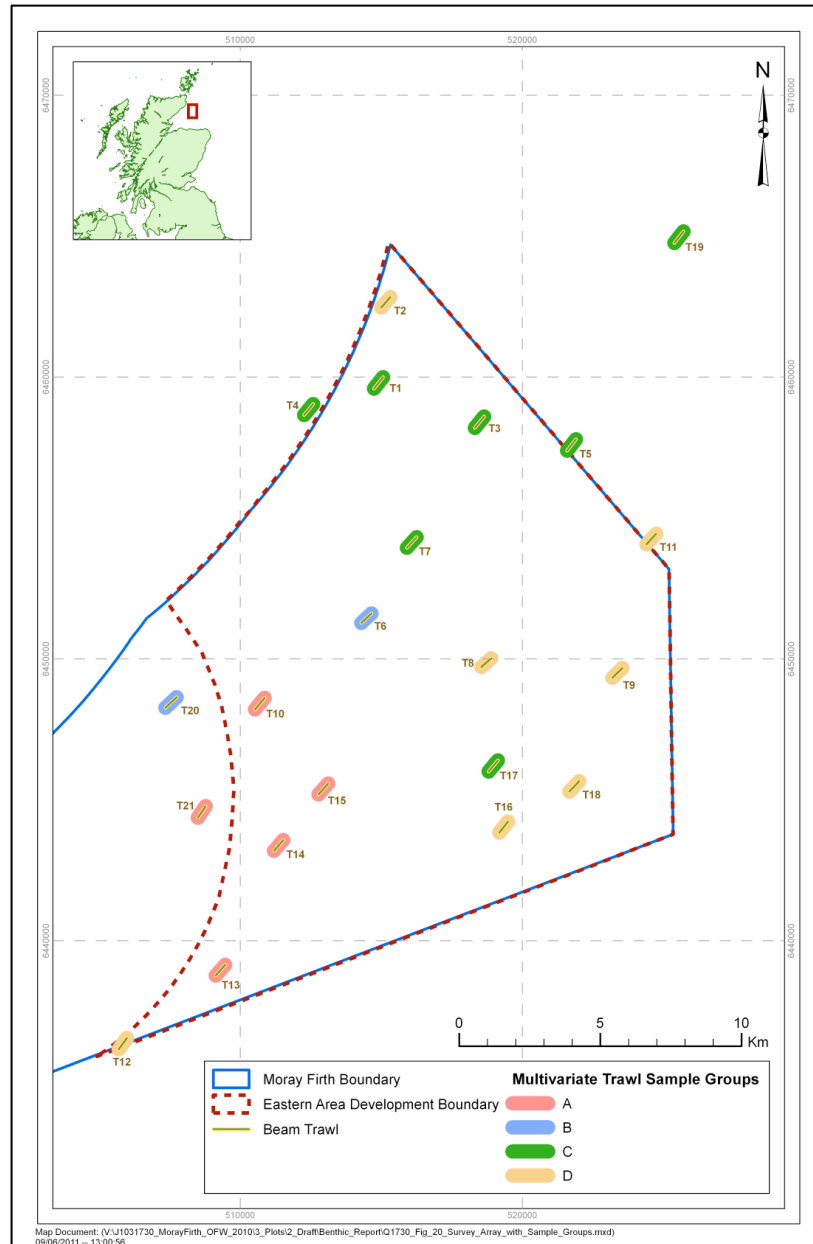 510000
520000
6470000
6470000
N
T19
T2
6460000
6460000
T1
T4
T3
T5
T11
T7
T6
6450000
6450000
T8
T9
T20
T10
T17
T15
T18
T21
T16
T14
6440000
6440000
T13
0 5 10
Km
T12
Moray Firth Boundary
Eastern Area Development Boundary
Beam Trawl
Multivariate Trawl Sample Groups
A
B
C
D
510000
520000
Map Document: (V:\J1031730_MorayFirth_OFW_2010\3_Plots\2_Draft\Benthic_Report\Q1730_Fig_20_Survey_Array_with_Sample_Groups.mxd)
09/06/2011 -- 13:00:56